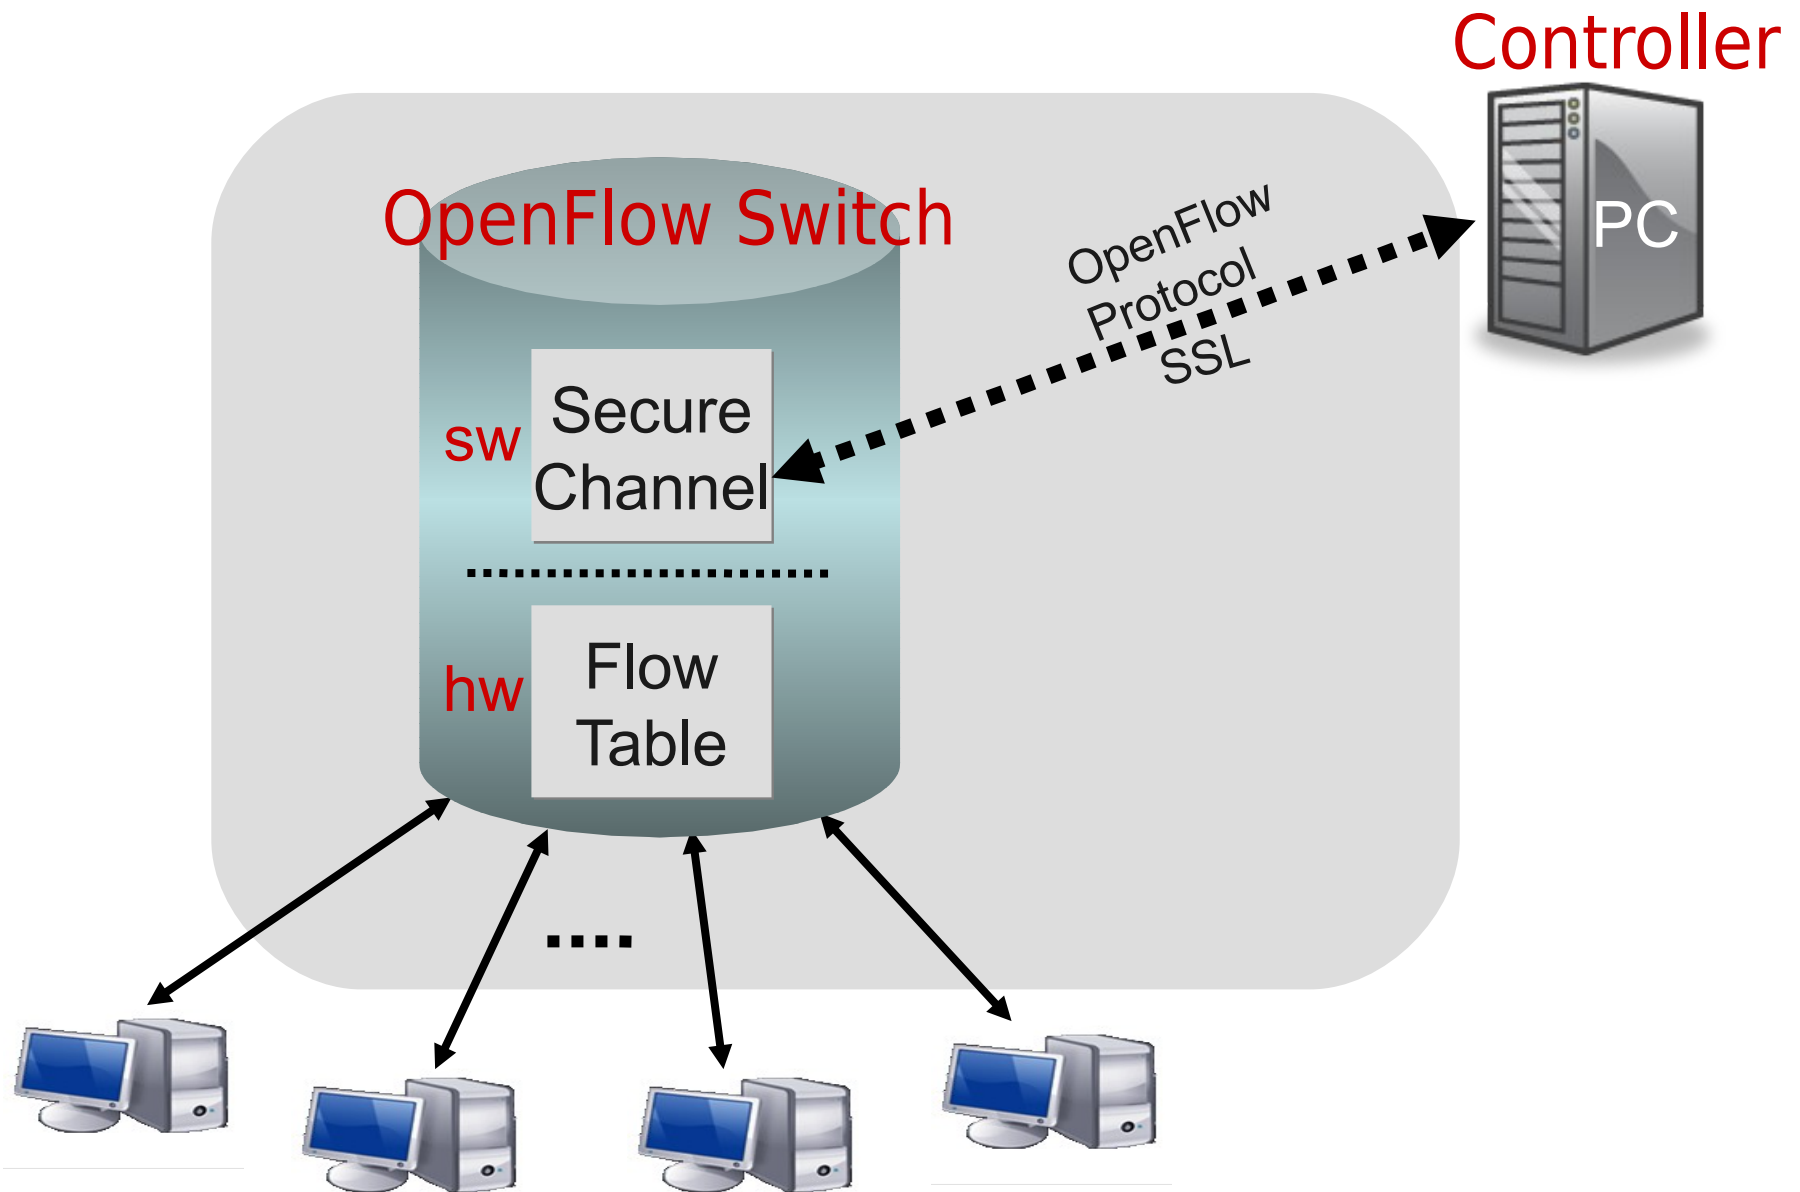 Controller
PC
OpenFlow Switch
OpenFlow
Protocol
SSL
sw
Secure
Channel
hw
Flow
Table